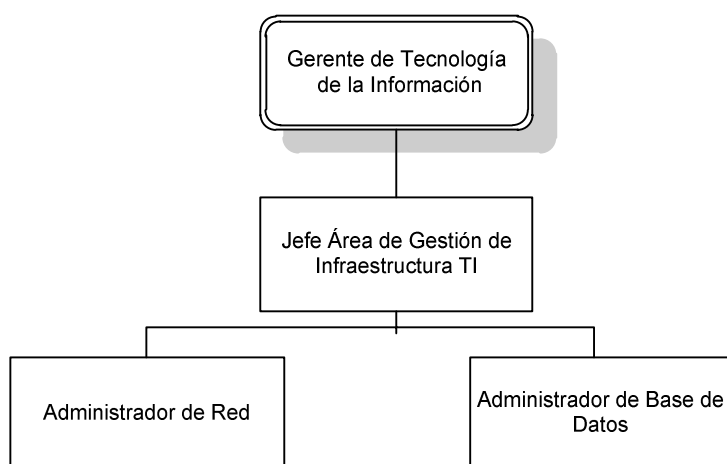 Gerente de Tecnología
de la Información
Jefe Área de Gestión de
Infraestructura TI
Administrador de Red
Administrador de Base de
Datos